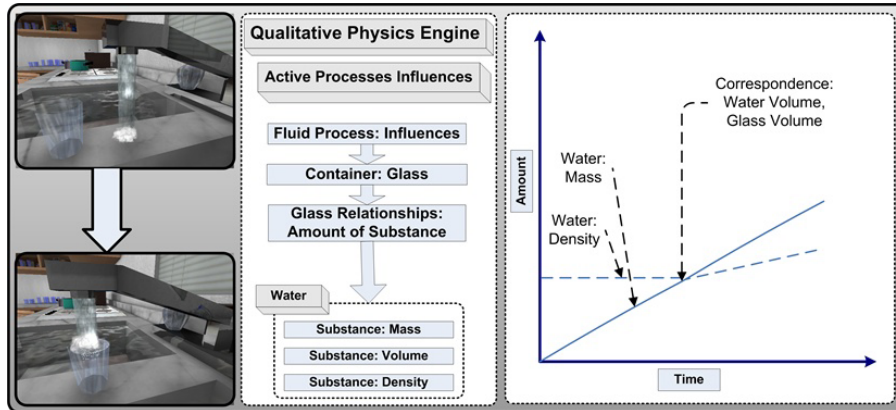 Qualitative Physics Engine
Active Processes Influences
Fluid Process: Influences
Container: Glass
Glass Relationships:
Amount of Substance
Water
Substance: Mass
Substance: Volume
Substance: Density
Amount
Correspondence:
Water Volume,
Glass Volume
Water:
Mass
Water:
Density
Time